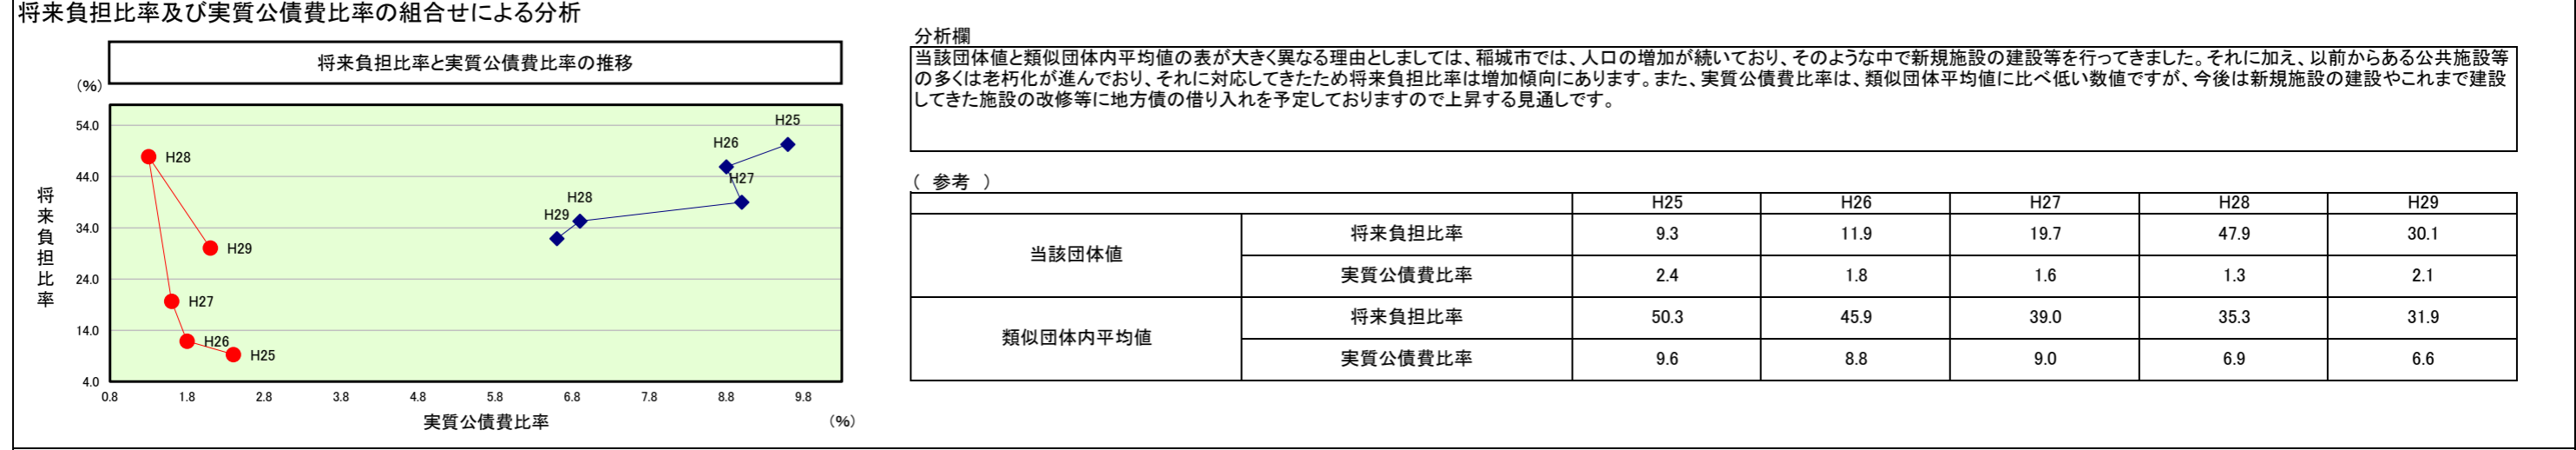 将来負担比率及び実質公債費比率の組合せによる分析
将来負担比率と実質公債費比率の推移
(%)
54.0
44.0
34.0
24.0
14.0
4.0
将来負担比率
H28
H29
H27
H26
H25
H25
H26
H27
H28
H29
0.8 1.8 2.8 3.8 4.8 5.8 6.8 7.8 8.8 9.8
実質公債費比率
(%)
分析欄
当該団体値と類似団体内平均値の表が大きく異なる理由としましては、稲城市では、人口の増加が続いており、そのような中で新規施設の建設等を行ってきました。それに加え、以前からある公共施設等
の多くは老朽化が進んでおり、それに対応してきたため将来負担比率は増加傾向にあります。また、実質公債費比率は、類似団体平均値に比べ低い数値ですが、今後は新規施設の建設やこれまで建設
してきた施設の改修等に地方債の借り入れを予定しておりますので上昇する見通しです。
( 参考 )
H25 H26 H27 H28 H29
当該団体値
将来負担比率 9.3 11.9 19.7 47.9 30.1
実質公債費比率 2.4 1.8 1.6 1.3 2.1
類似団体内平均値
将来負担比率 50.3 45.9 39.0 35.3 31.9
実質公債費比率 9.6 8.8 9.0 6.9 6.6